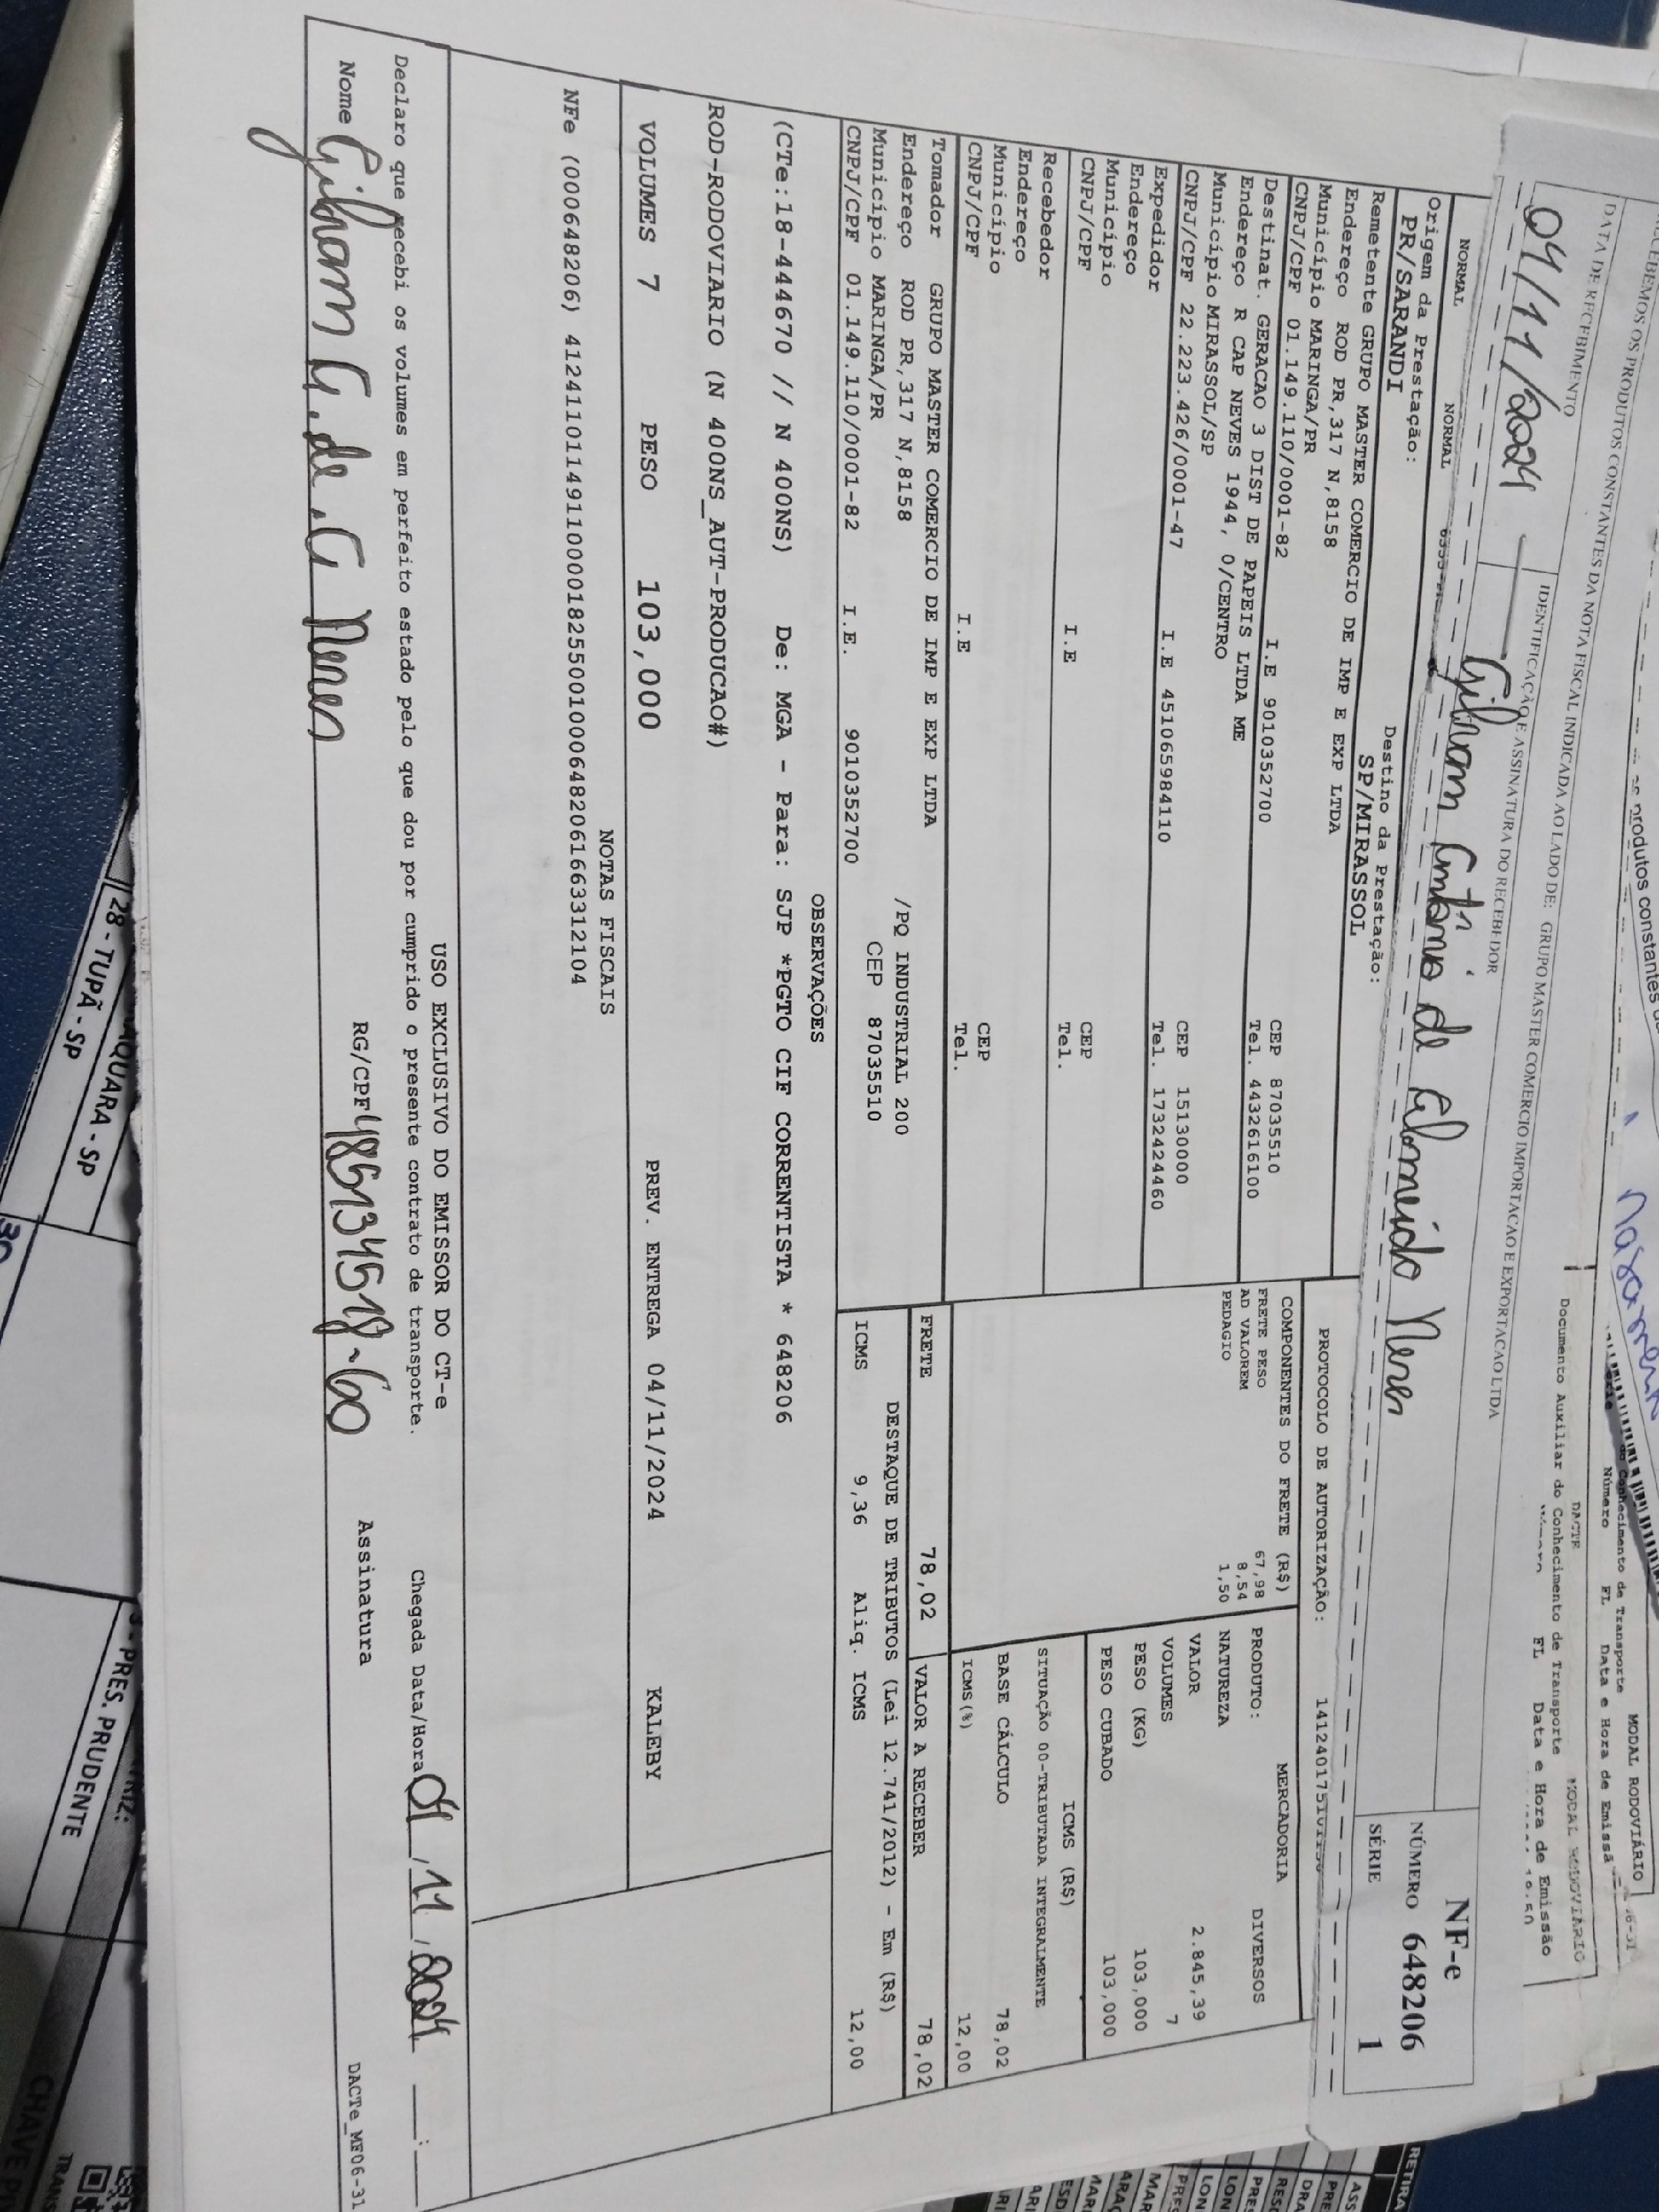 DATA DE RECEBIMENTO
04/11/2024
IDENTIFICAÇÃO E ASSINATURA DO RECEBEDOR
RECEBEMOS OS PRODUTOS CONSTANTES DA NOTA FISCAL INDICADA AO LADO DE: GRUPO MASTER COMERCIO IMPORTACAO E EXPORTACAO LTDA
de Almeida
NF-e
NÚMERO 648206
SÉRIE 1
MODAL RODOVIÁRIO
DACTE
Documento Auxiliar do Conhecimento de Transporte
Número FL Data e Hora de Emissão
NORMAL NORMAL
Origem da Prestação: Destino da Prestação:
PR/SARANDI SP/MIRASSOL
PROTOCOLO DE AUTORIZAÇÃO:
Remetente GRUPO MASTER COMERCIO DE IMP E EXP LTDA
Endereço ROD PR,317 N,8158
Município MARINGA/PR CEP 87035510
CNPJ/CPF 01.149.110/0001-82 I.E 9010352700 Tel. 4432616100
Destinat. GERACAO 3 DIST DE PAPEIS LTDA ME
Endereço R CAP NEVES 1944, 0/CENTRO
Município MIRASSOL/SP CEP 15130000
CNPJ/CPF 22.223.426/0001-47 I.E 451065984110 Tel. 1732424460
Expedidor
Endereço
Município CEP
CNPJ/CPF I.E Tel.
Recebedor
Endereço
Município CEP
CNPJ/CPF I.E Tel.
Tomador GRUPO MASTER COMERCIO DE IMP E EXP LTDA
Endereço ROD PR,317 N,8158 /PQ INDUSTRIAL 200
Município MARINGA/PR CEP 87035510
CNPJ/CPF 01.149.110/0001-82 I.E. 9010352700
COMPONENTES DO FRETE (R$)
FRETE PESO 67,98
AD VALOREM 8,54
PEDAGIO 1,50
MERCADORIA
PRODUTO: DIVERSOS
NATUREZA
VALOR 2.845,39
VOLUMES 7
PESO (KG) 103,000
PESO CUBADO 103,000
ICMS (R$)
SITUAÇÃO 00-TRIBUTADA INTEGRALMENTE
BASE CÁLCULO 78,02
ICMS(%) 12,00
FRETE 78,02 VALOR A RECEBER 78,02
DESTAQUE DE TRIBUTOS (Lei 12.741/2012) - Em (R$)
ICMS 9,36 Aliq. ICMS 12,00
OBSERVAÇÕES
(CTe:18-444670 // N 400NS) De: MGA - Para: SJP *PGTO CIF CORRENTISTA * 648206
ROD-RODOVIARIO (N 400NS_AUT-PRODUCAO#)
VOLUMES 7 PESO 103,000 PREV. ENTREGA 04/11/2024 KALEBY
NOTAS FISCAIS
NFe (000648206) 41241101149110000182550010006482061663312104
USO EXCLUSIVO DO EMISSOR DO CT-e
Declaro que recebi os volumes em perfeito estado pelo que dou por cumprido o presente contrato de transporte.
Chegada Data/Hora 04/11/2024
Nome RG/CPF Assinatura
DACTe_MF06-31
28 - TUPÃ - SP
QUARA - SP
PRES. PRUDENTE
RETIRA